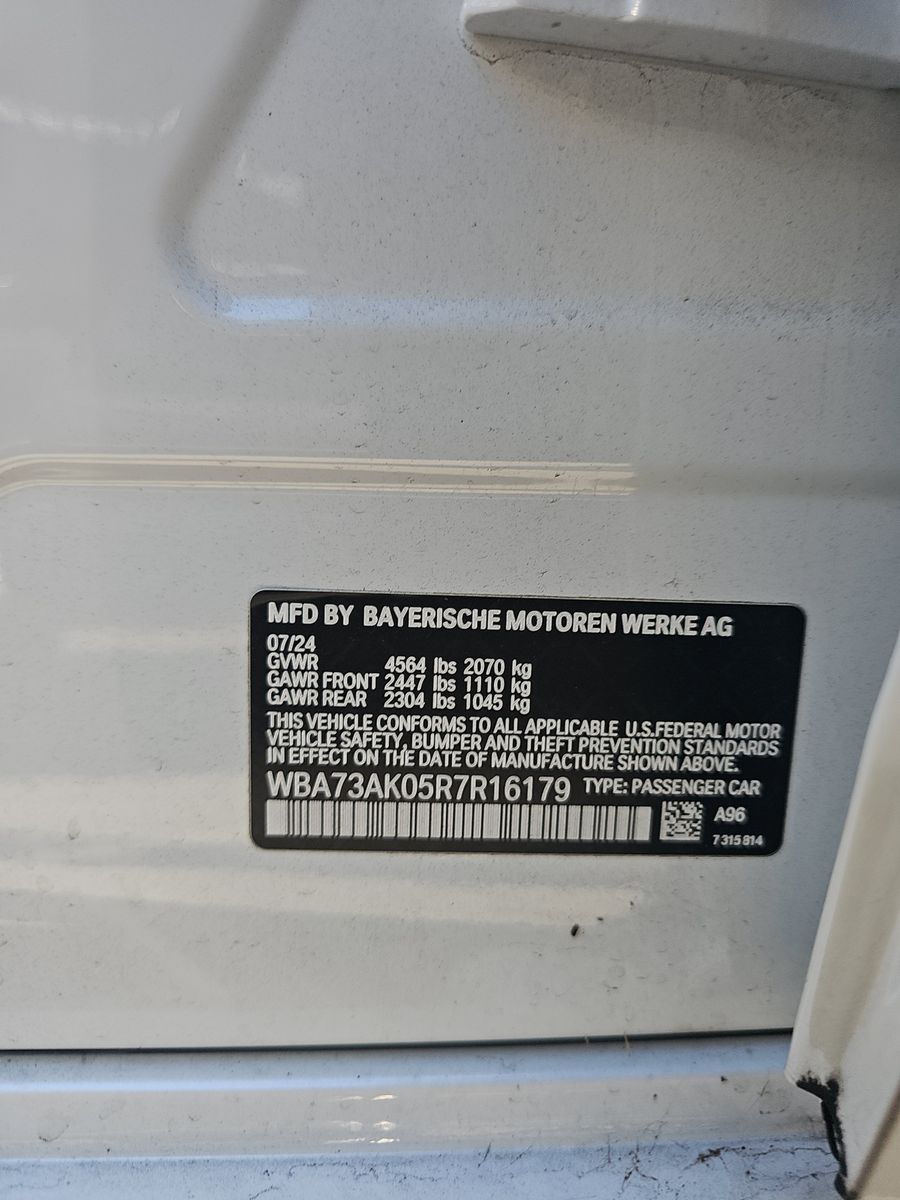 MFD BY BAYERISCHE MOTOREN WERKE AG
07/24
GVWR 4564 lbs 2070 kg
GAWR FRONT 2447 lbs 1110 kg
GAWR REAR 2304 lbs 1045 kg
THIS VEHICLE CONFORMS TO ALL APPLICABLE U.S.FEDERAL MOTOR
VEHICLE SAFETY, BUMPER AND THEFT PREVENTION STANDARDS
IN EFFECT ON THE DATE OF MANUFACTURE SHOWN ABOVE.
WBA73AK05R7R16179 TYPE: PASSENGER CAR
A96
7 315 814